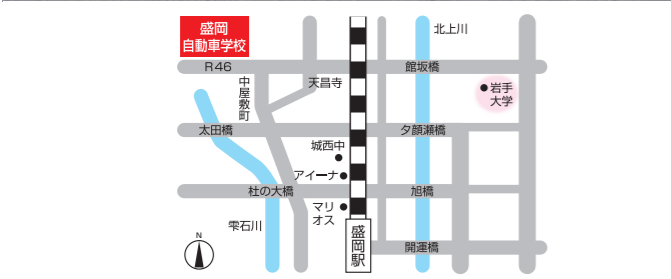 盛岡
自動車学校
北上川
R46
館坂橋
中屋敷町
天昌寺
岩手
大学
太田橋
夕顔瀬橋
城西中
アイーナ
杜の大橋
旭橋
マリ
オス
雫石川
盛岡駅
開運橋
N